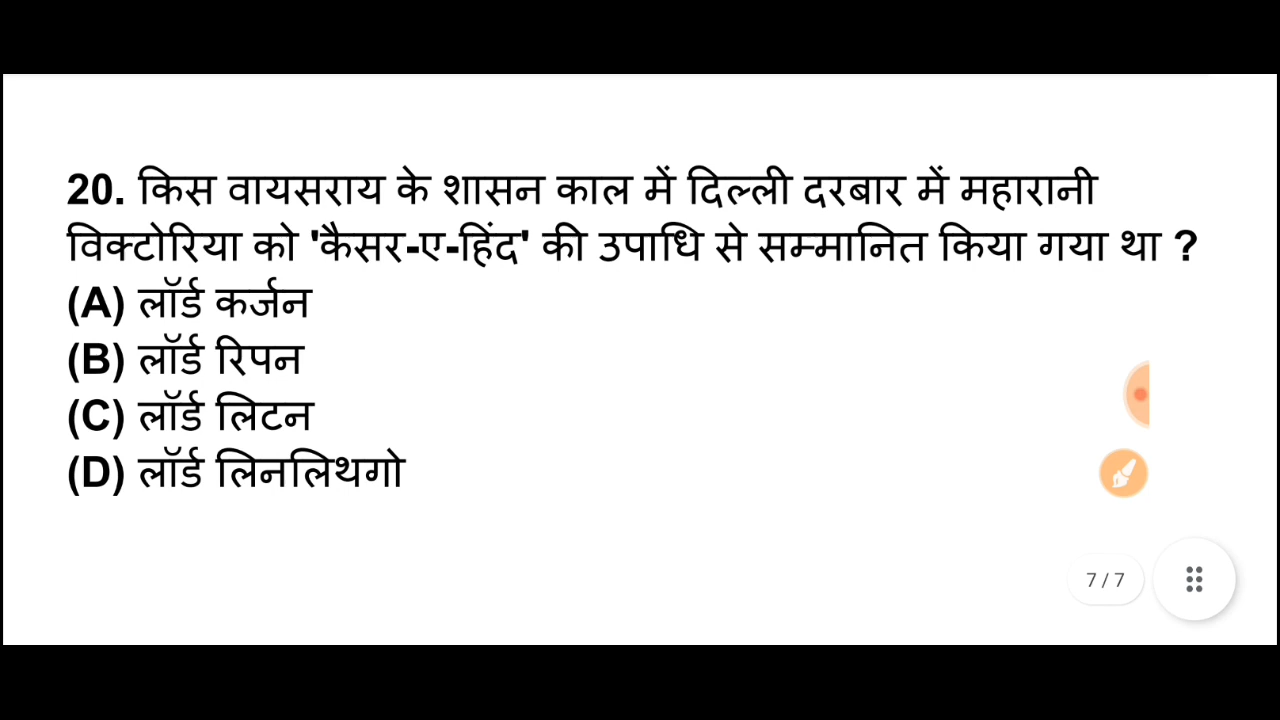 20. किस वायसराय के शासन काल में दिल्ली दरबार में महारानी
विक्टोरिया को 'कैसर-ए-हिंद' की उपाधि से सम्मानित किया गया था ?
(A) लॉर्ड कर्जन
(B) लॉर्ड रिपन
(C) लॉर्ड लिटन
(D) लॉर्ड लिनलिथगो
7 / 7